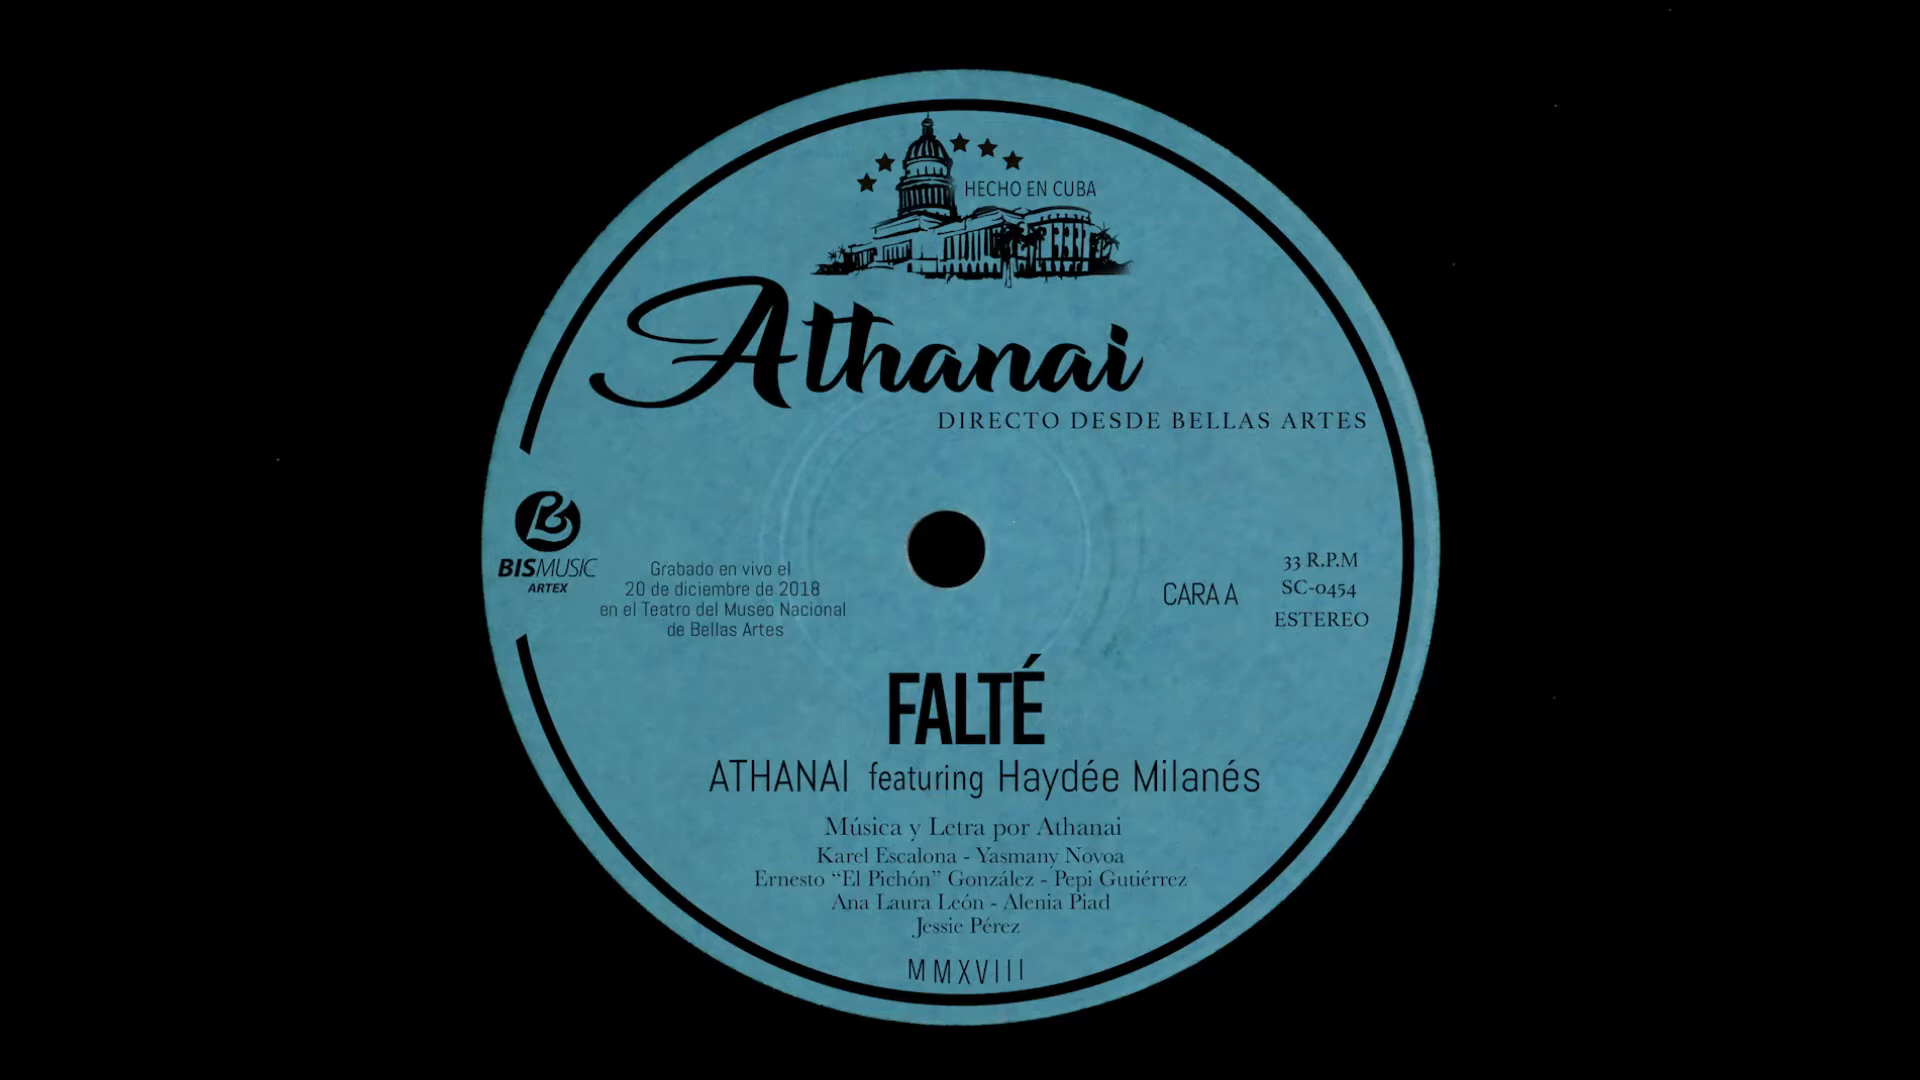 HECHO EN CUBA
Athanai
DIRECTO DESDE BELLAS ARTES
BISMUSIC
ARTEX
Grabado en vivo el
20 de diciembre de 2018
en el Teatro del Museo Nacional
de Bellas Artes
CARA A
33 R.P.M
SC-0454
ESTEREO
FALTÉ
ATHANAI featuring Haydée Milanés
Música y Letra por Athanai
Karel Escalona - Yasmany Novoa
Ernesto “El Pichón” González - Pepi Gutiérrez
Ana Laura León - Alenia Piad
Jessie Pérez
MMXVIII